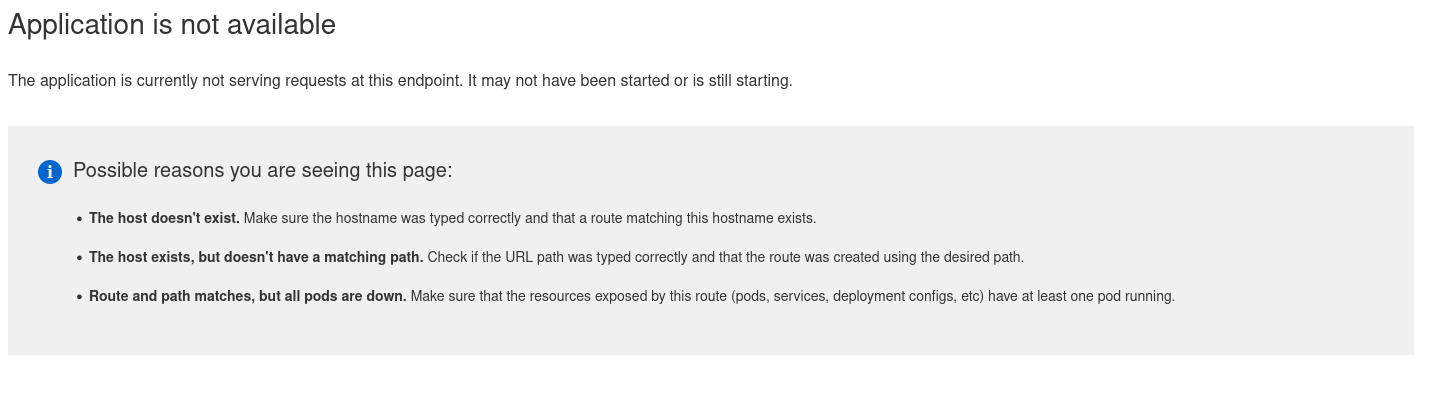 Application is not available
The application is currently not serving requests at this endpoint. It may not have been started or is still starting.
Possible reasons you are seeing this page:
The host doesn't exist. Make sure the hostname was typed correctly and that a route matching this hostname exists.
The host exists, but doesn't have a matching path. Check if the URL path was typed correctly and that the route was created using the desired path.
Route and path matches, but all pods are down. Make sure that the resources exposed by this route (pods, services, deployment configs, etc) have at least one pod running.